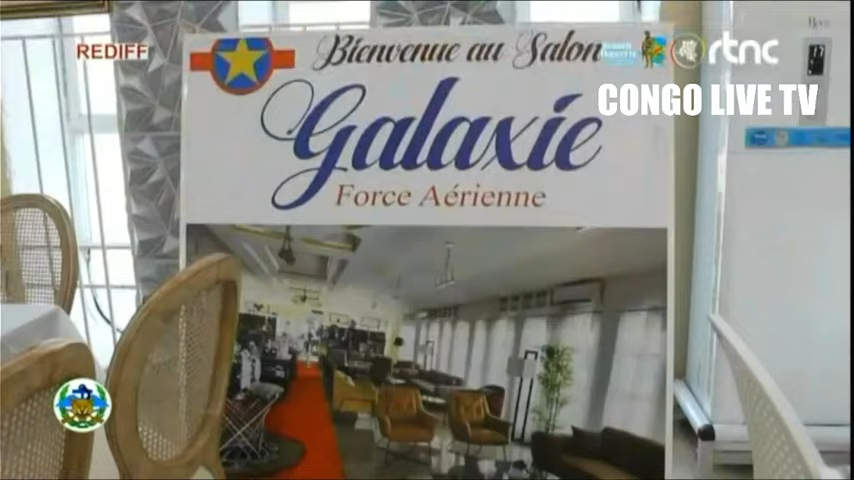 REDIFF
Bienvenue au Salon
rtnc
CONGO LIVE TV
Galaxie
Force Aérienne